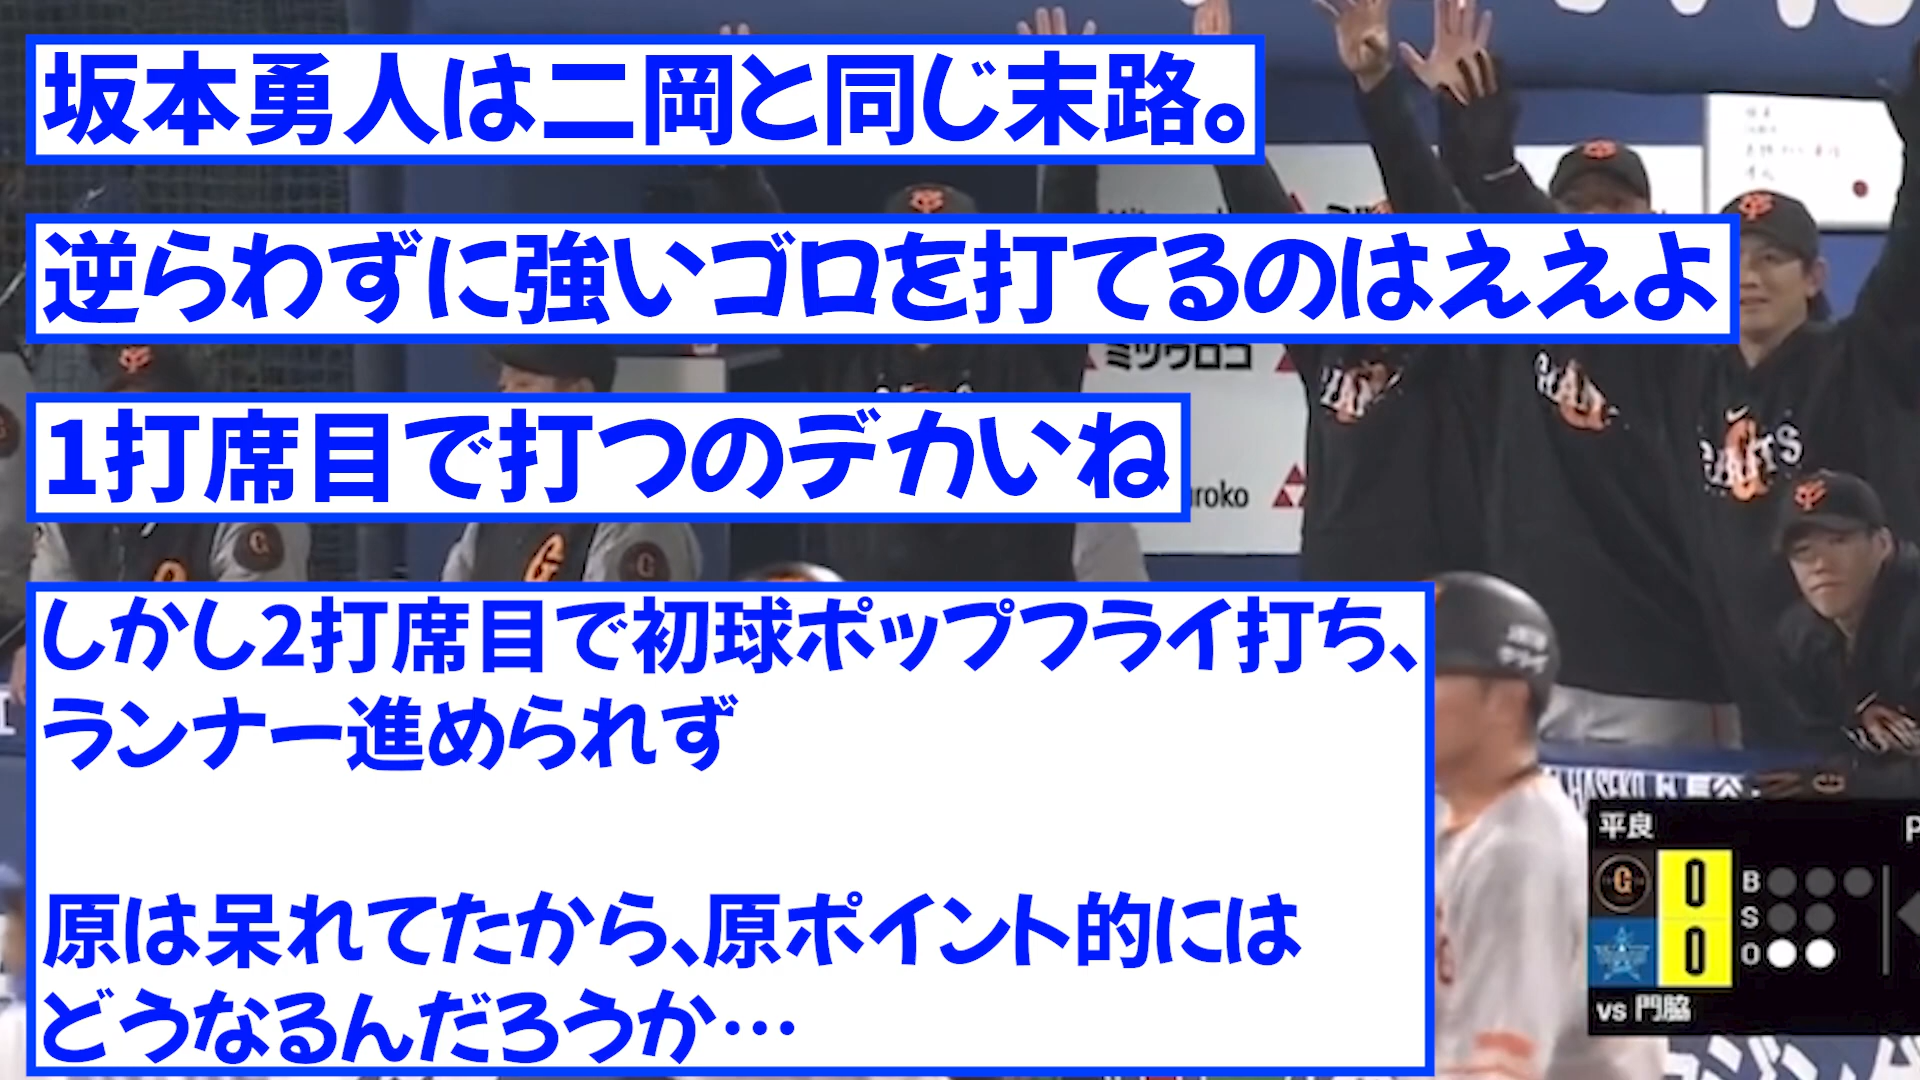 坂本勇人は二岡と同じ末路。
逆らわずに強いゴロを打てるのはええよ
ミツウロコ
1打席目で打つのデカいね
uroko
しかし2打席目で初球ポップフライ打ち、
ランナー進められず
原は呆れてたから、原ポイント的には
どうなるんだろうか…
平良
P
G 0 B
S
0 O
vs 門脇